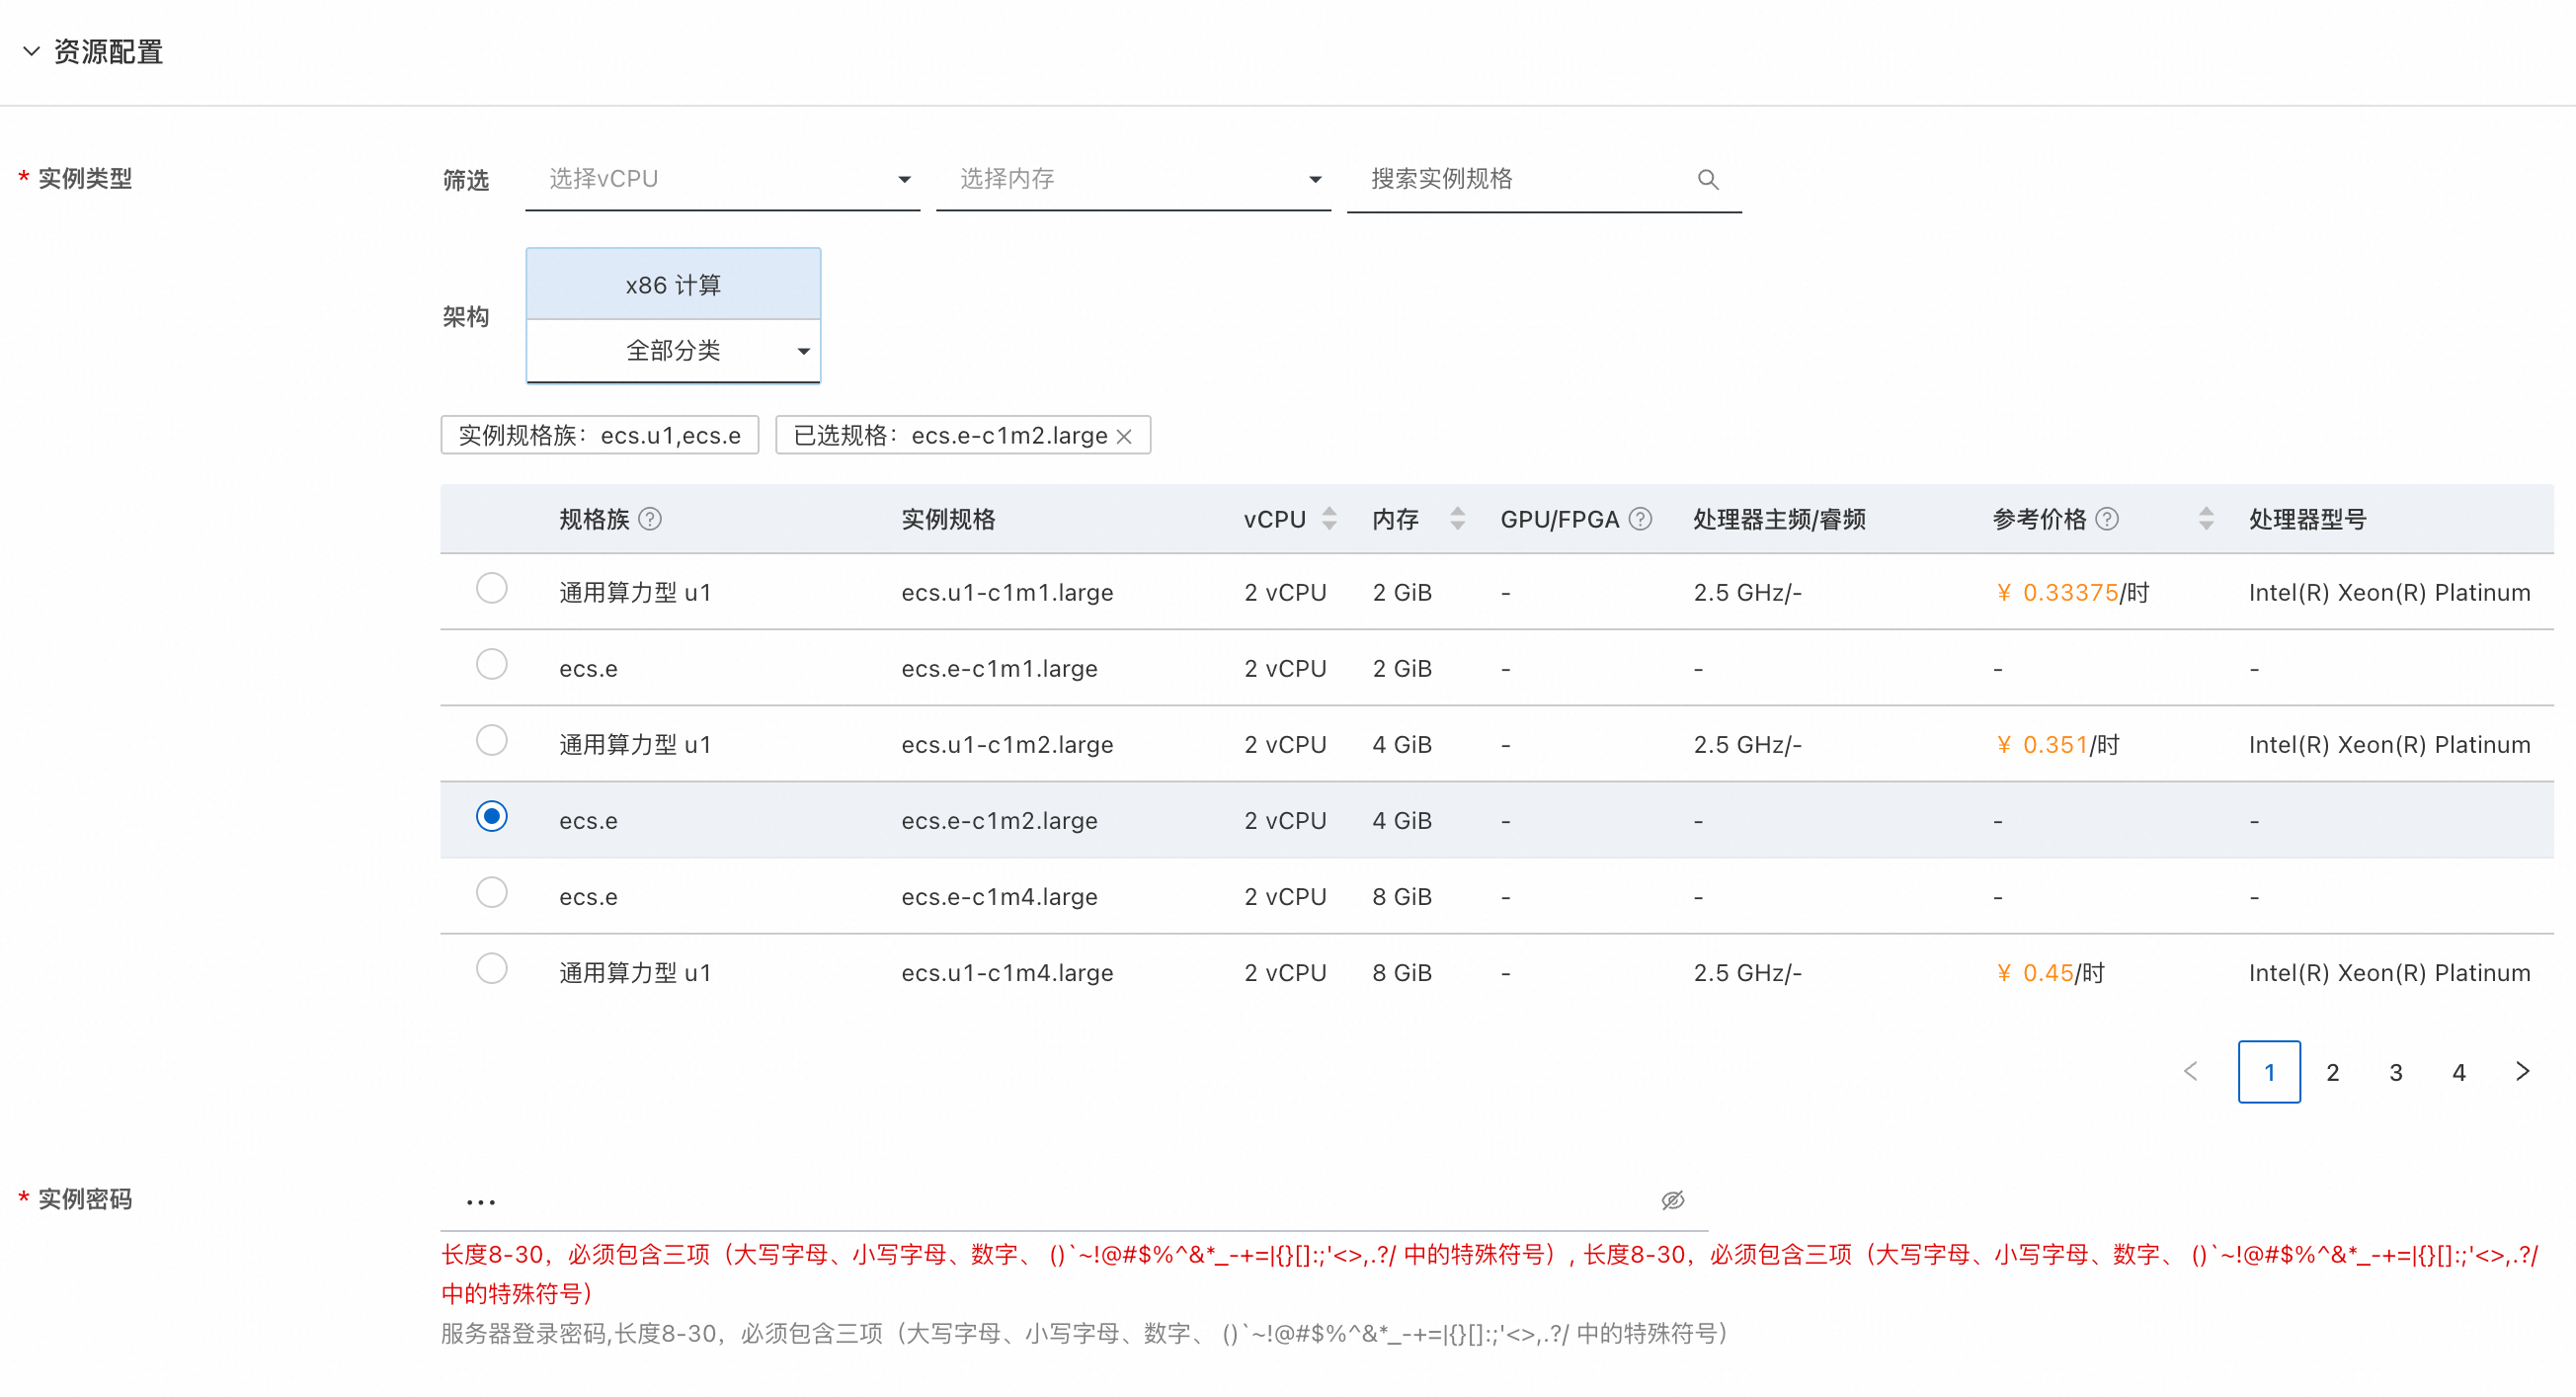 资源配置
* 实例类型
筛选 选择vCPU 选择内存 搜索实例规格
架构 x86 计算
全部分类
实例规格族：ecs.u1,ecs.e 已选规格：ecs.e-c1m2.large
规格族 实例规格 vCPU 内存 GPU/FPGA 处理器主频/睿频 参考价格 处理器型号
通用算力型 u1 ecs.u1-c1m1.large 2 vCPU 2 GiB - 2.5 GHz/- ¥ 0.33375/时 Intel(R) Xeon(R) Platinum
ecs.e ecs.e-c1m1.large 2 vCPU 2 GiB - - - -
通用算力型 u1 ecs.u1-c1m2.large 2 vCPU 4 GiB - 2.5 GHz/- ¥ 0.351/时 Intel(R) Xeon(R) Platinum
ecs.e ecs.e-c1m2.large 2 vCPU 4 GiB - - - -
ecs.e ecs.e-c1m4.large 2 vCPU 8 GiB - - - -
通用算力型 u1 ecs.u1-c1m4.large 2 vCPU 8 GiB - 2.5 GHz/- ¥ 0.45/时 Intel(R) Xeon(R) Platinum
1 2 3 4
* 实例密码 •••
长度8-30，必须包含三项（大写字母、小写字母、数字、 ()`~!@#$%^&*_-+=|{}[]:;'<>,.?/ 中的特殊符号）, 长度8-30，必须包含三项（大写字母、小写字母、数字、 ()`~!@#$%^&*_-+=|{}[]:;'<>,.?/
中的特殊符号）
服务器登录密码,长度8-30，必须包含三项（大写字母、小写字母、数字、 ()`~!@#$%^&*_-+=|{}[]:;'<>,.?/ 中的特殊符号）